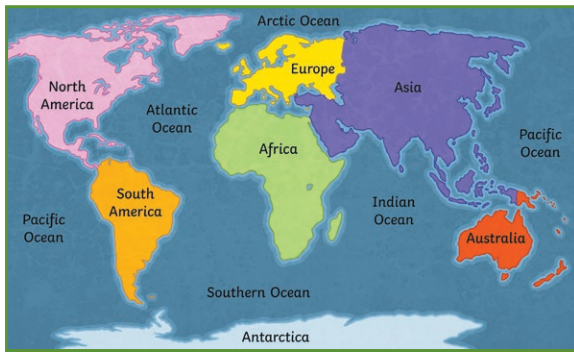 Arctic Ocean
North
America
Europe
Asia
Atlantic
Ocean
Africa
Pacific
Ocean
South
America
Indian
Ocean
Pacific
Ocean
Australia
Southern Ocean
Antarctica